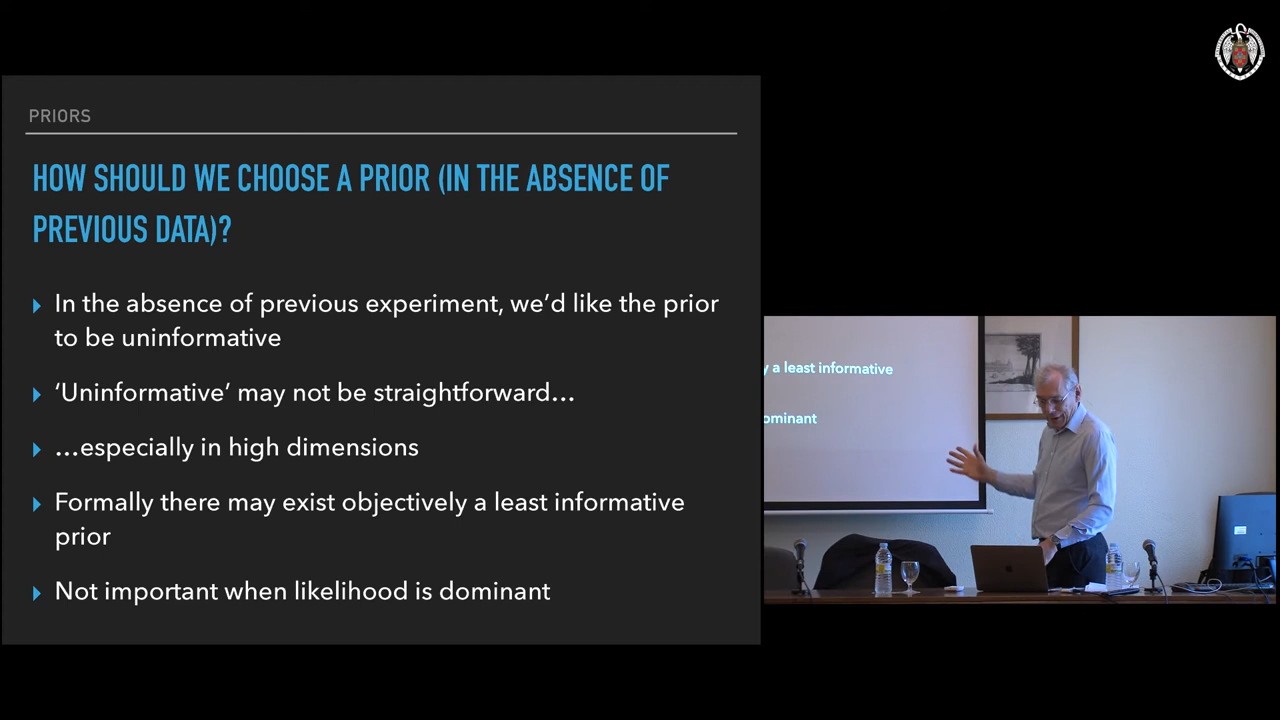 PRIORS
HOW SHOULD WE CHOOSE A PRIOR (IN THE ABSENCE OF
PREVIOUS DATA)?
In the absence of previous experiment, we’d like the prior
to be uninformative
‘Uninformative’ may not be straightforward…
…especially in high dimensions
Formally there may exist objectively a least informative
prior
Not important when likelihood is dominant
a least informative
ominant